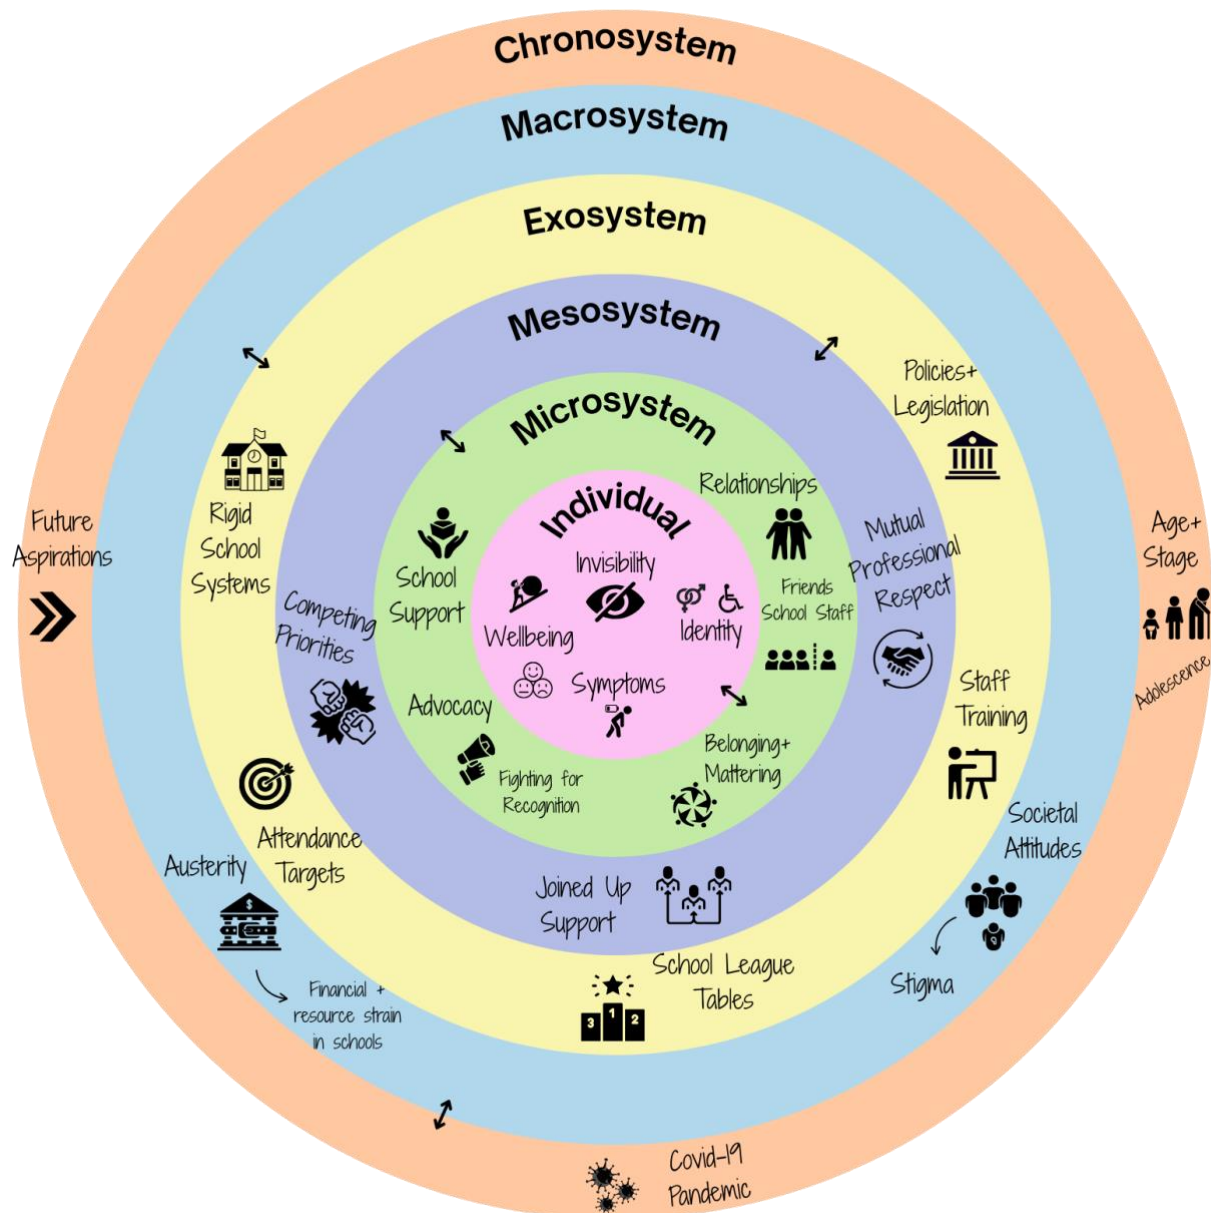 Chronosystem
Macrosystem
Exosystem
Mesosystem
Microsystem
Individual
Invisibility
Wellbeing
Identity
Symptoms
Relationships
Friends
School Staff
School
Support
Advocacy
Fighting for
Recognition
Belonging+
Mattering
Mutual
Professional
Respect
Competing
Priorities
Joined Up
Support
Policies+
Legislation
Rigid
School
Systems
Staff
Training
Attendance
Targets
School League
Tables
3
1
2
Societal
Attitudes
Stigma
Austerity
$
Financial +
resource strain
in schools
Future
Aspirations
Age+
Stage
Adolescence
Covid-19
Pandemic